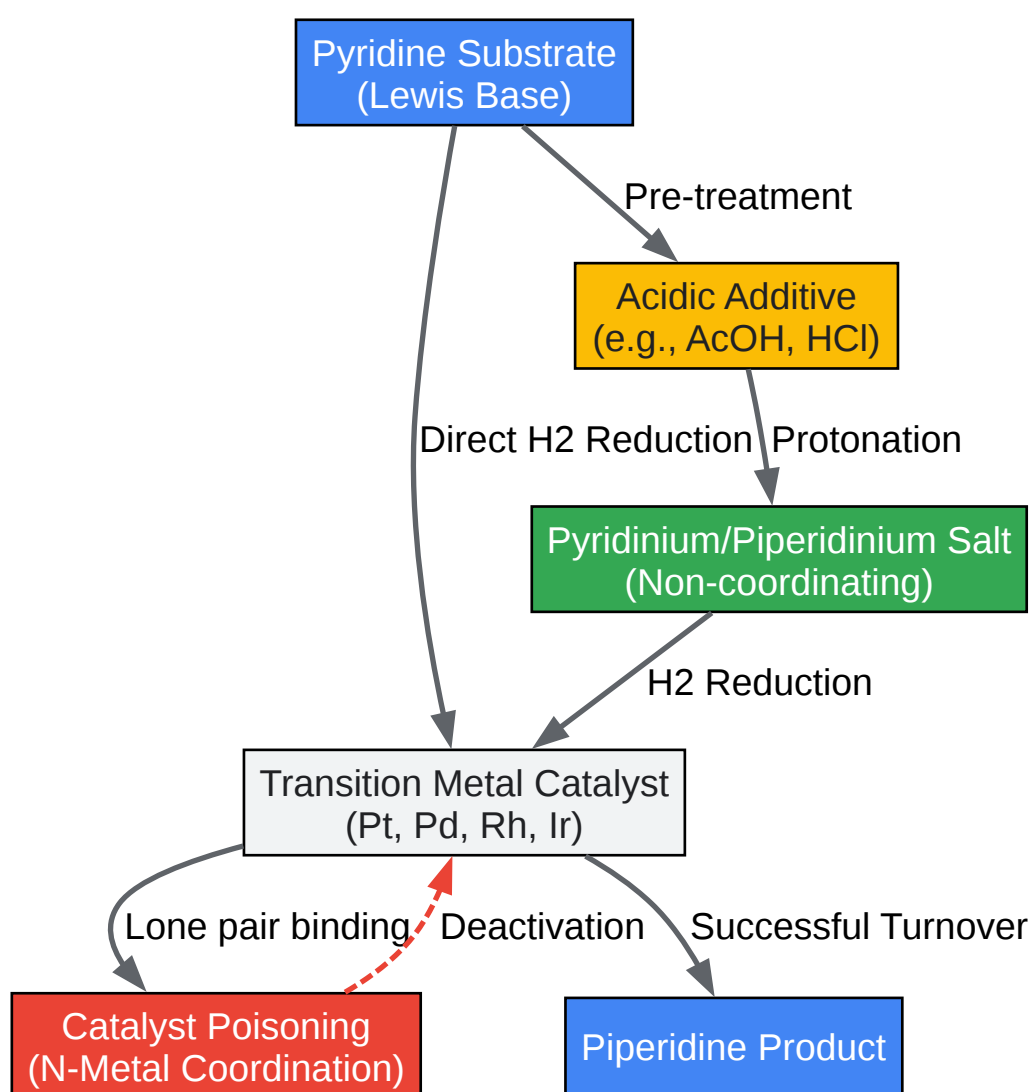 Pyridine Substrate
(Lewis Base)
Pre-treatment
Acidic Additive
(e.g., AcOH, HCl)
Direct H2 Reduction
Protonation
Pyridinium/Piperidinium Salt
(Non-coordinating)
H2 Reduction
Transition Metal Catalyst
(Pt, Pd, Rh, Ir)
Lone pair binding
Deactivation
Successful Turnover
Catalyst Poisoning
(N-Metal Coordination)
Piperidine Product